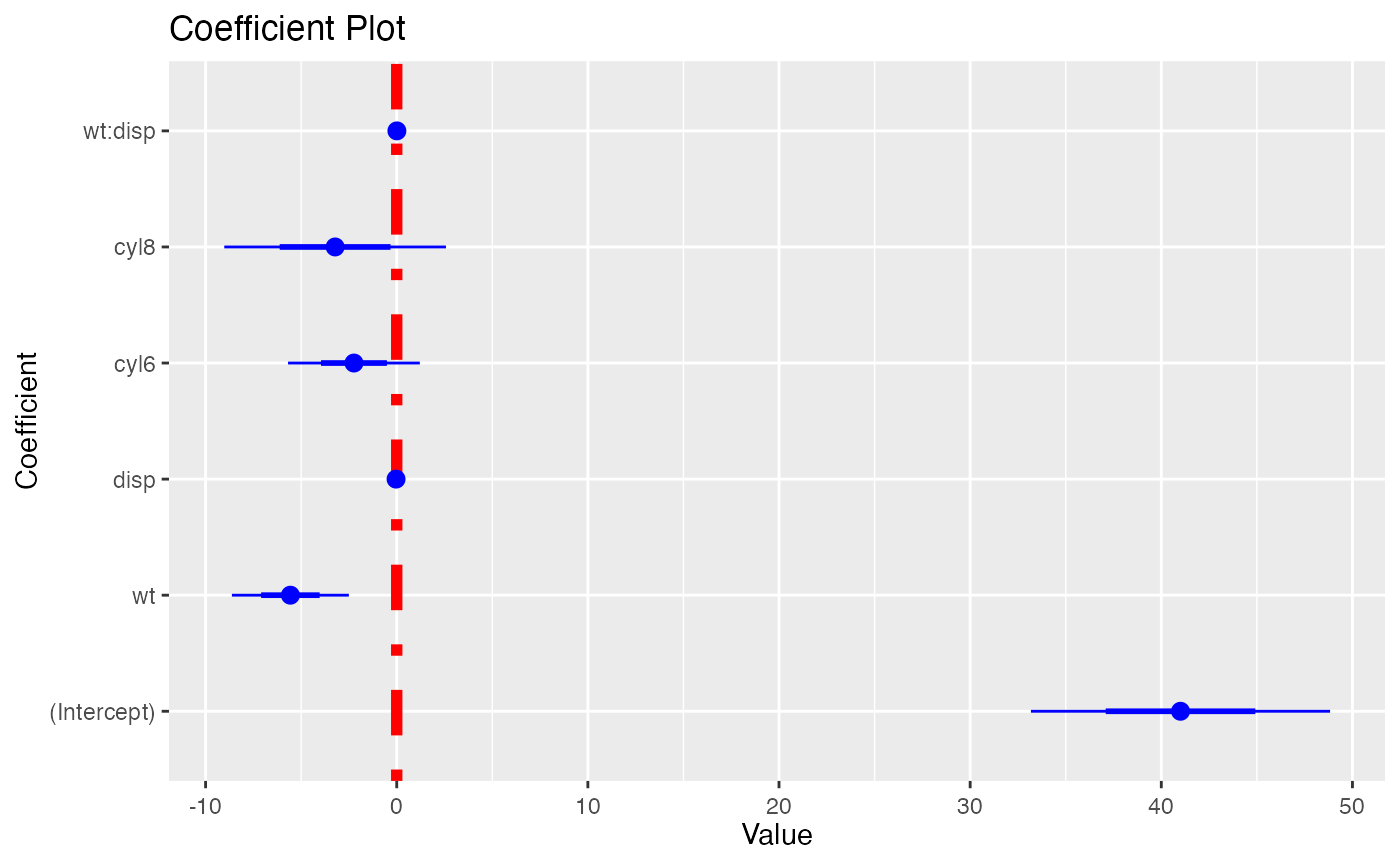 Coefficient Plot
wt:disp
cyl8
cyl6
disp
wt
(Intercept)
Coefficient
-10 0 10 20 30 40 50
Value